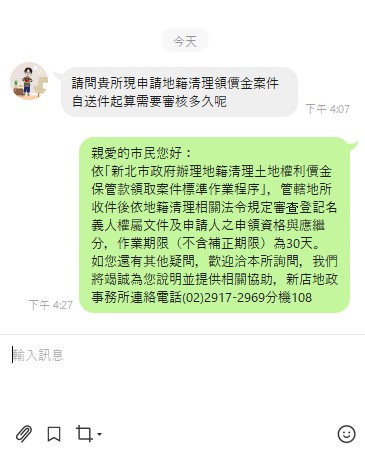 今天
請問貴所現申請地籍清理領價金案件
自送件起算需要審核多久呢
下午 4:07
親愛的市民您好：
依「新北市政府辦理地籍清理土地權利價金
保管款領取案件標準作業程序」，管轄地所
收件後依地籍清理相關法令規定審查登記名
義人權屬文件及申請人之申領資格與應繼
分，作業期限（不含補正期限）為30天。
如您還有其他疑問，歡迎洽本所詢問，我們
將竭誠為您說明並提供相關協助，新店地政
事務所連絡電話(02)2917-2969分機108
下午 4:27
輸入訊息